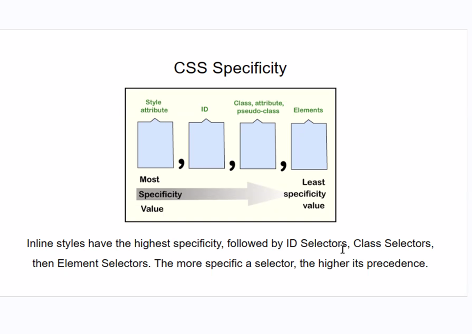 CSS Specificity
Style
attribute
ID
Class, attribute,
pseudo-class
Elements
, , ,
Most
Specificity
Value
Least
specificity
value
Inline styles have the highest specificity, followed by ID Selectors, Class Selectors,
then Element Selectors. The more specific a selector, the higher its precedence.